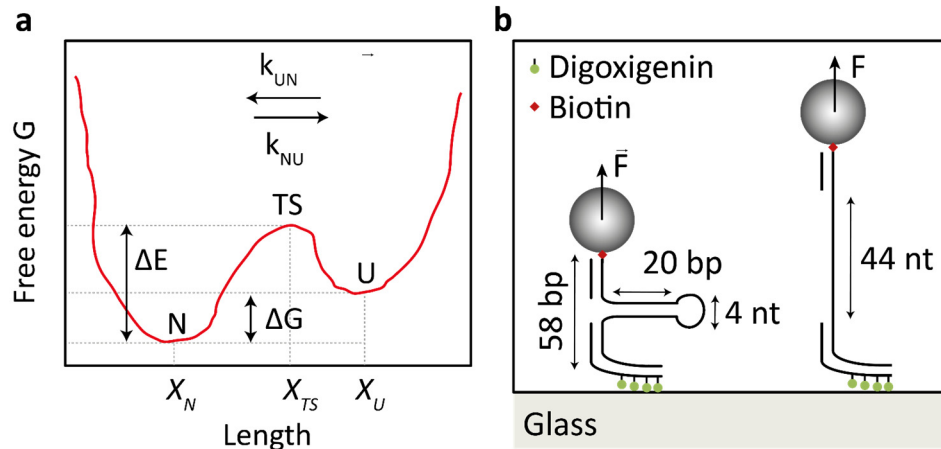 a
Free energy G
k_UN
k_NU
TS
ΔE
U
N
ΔG
X_N
X_TS
X_U
Length
b
Digoxigenin
Biotin
F
F
20 bp
58 bp
4 nt
44 nt
Glass